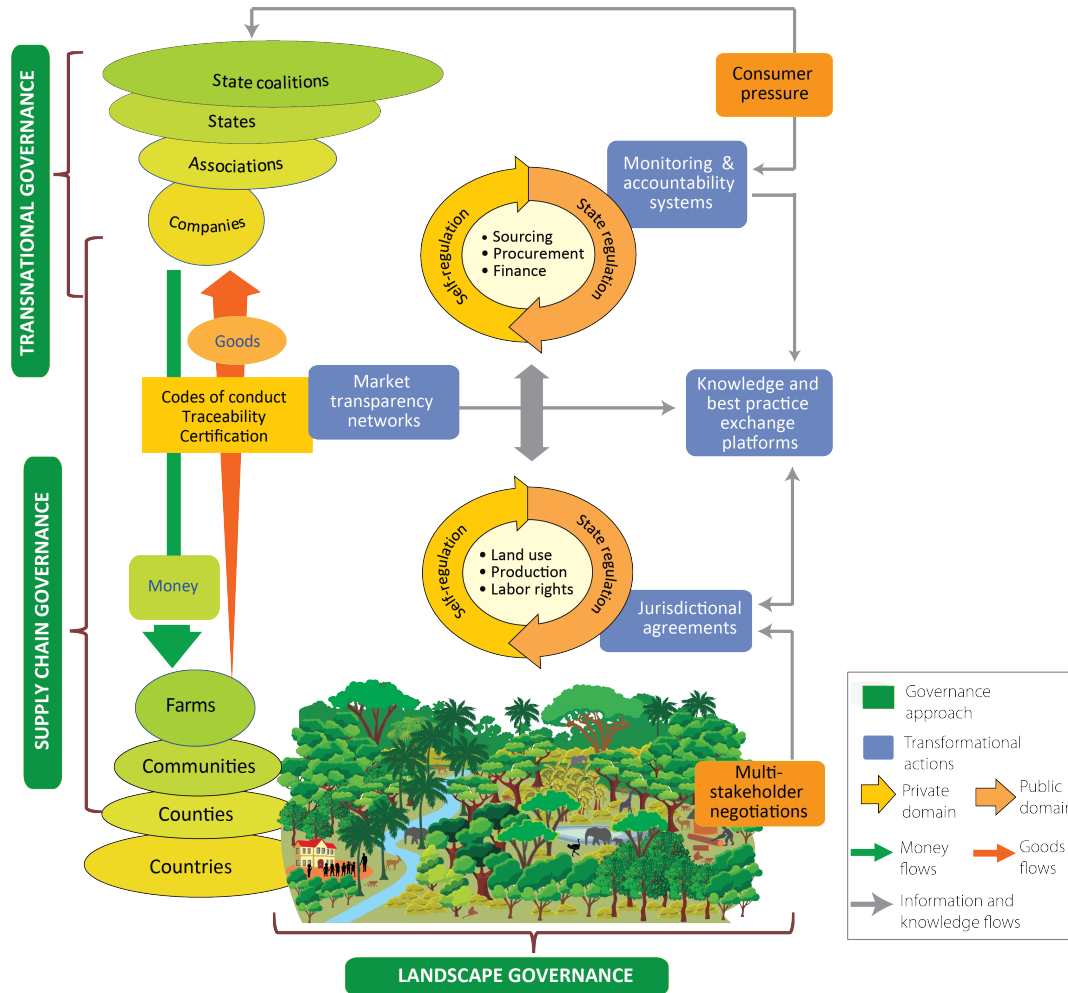 TRANSNATIONAL GOVERNANCE
State coalitions
States
Associations
Companies
Consumer
pressure
Monitoring &
accountability
systems
Self-regulation
State regulation
• Sourcing
• Procurement
• Finance
Goods
Codes of conduct
Traceability
Certification
Market
transparency
networks
Knowledge and
best practice
exchange
platforms
SUPPLY CHAIN GOVERNANCE
Self-regulation
State regulation
• Land use
• Production
• Labor rights
Money
Jurisdictional
agreements
Farms
Communities
Counties
Countries
Multi-
stakeholder
negotiations
LANDSCAPE GOVERNANCE
Governance
approach
Transformational
actions
Private
domain
Public
domain
Money
flows
Goods
flows
Information and
knowledge flows